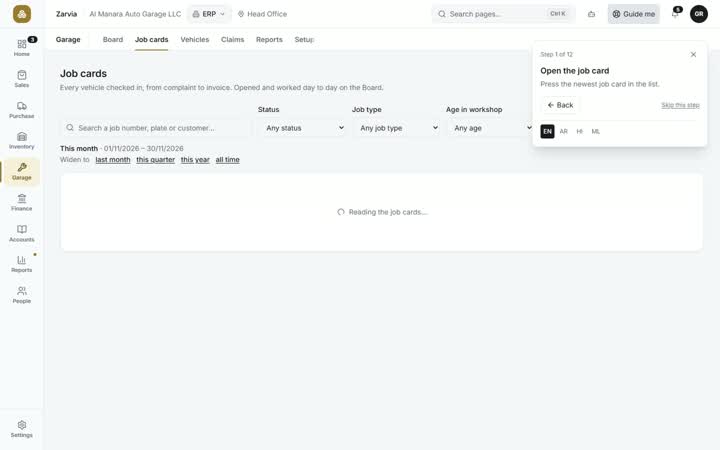 Zarvia
Al Manara Auto Garage LLC
ERP
Head Office
Search pages...
Ctrl K
Guide me
5
GR
3
Home
Sales
Purchase
Inventory
Garage
Finance
Accounts
Reports
People
Settings
Garage
Board
Job cards
Vehicles
Claims
Reports
Setup
Job cards
Every vehicle checked in, from complaint to invoice. Opened and worked day to day on the Board.
Status
Job type
Age in workshop
Search a job number, plate or customer...
Any status
Any job type
Any age
This month · 01/11/2026 – 30/11/2026
Widen to last month this quarter this year all time
Reading the job cards...
Step 1 of 12
Open the job card
Press the newest job card in the list.
Back
Skip this step
EN AR HI ML